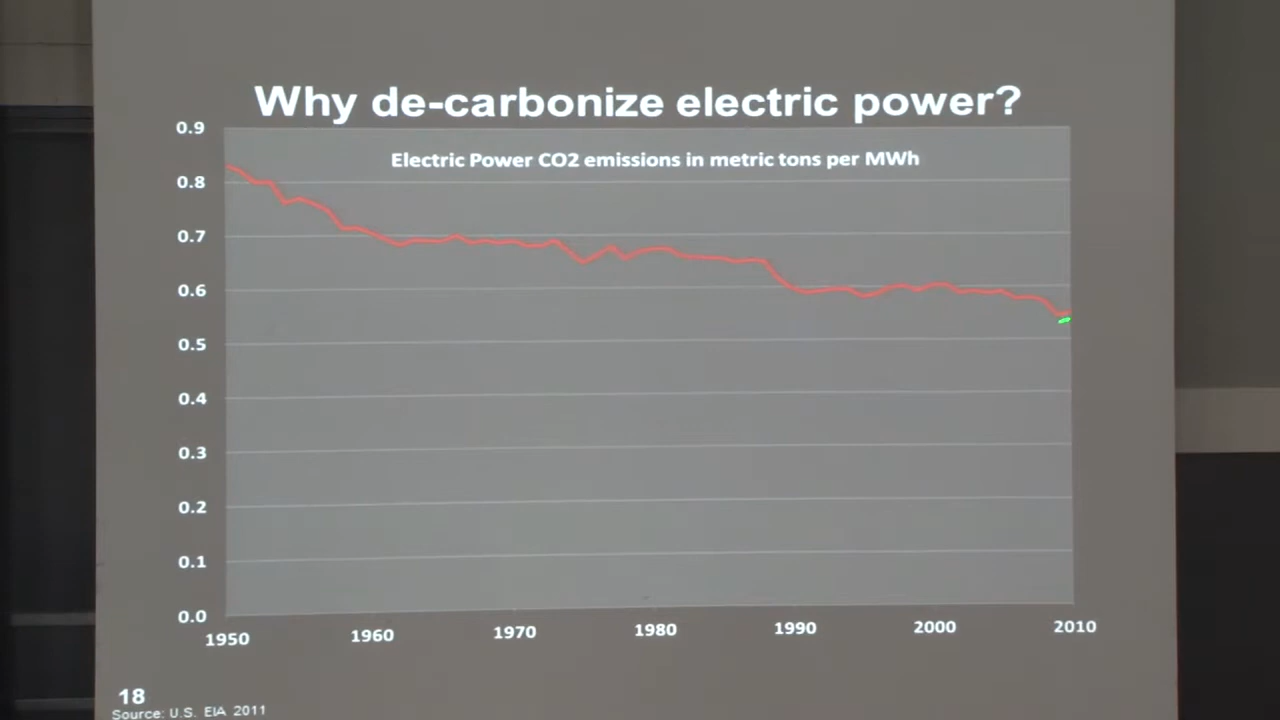 Why de-carbonize electric power?
Electric Power CO2 emissions in metric tons per MWh
0.9
0.8
0.7
0.6
0.5
0.4
0.3
0.2
0.1
0.0
1950 1960 1970 1980 1990 2000 2010
18
Source: U.S. EIA 2011